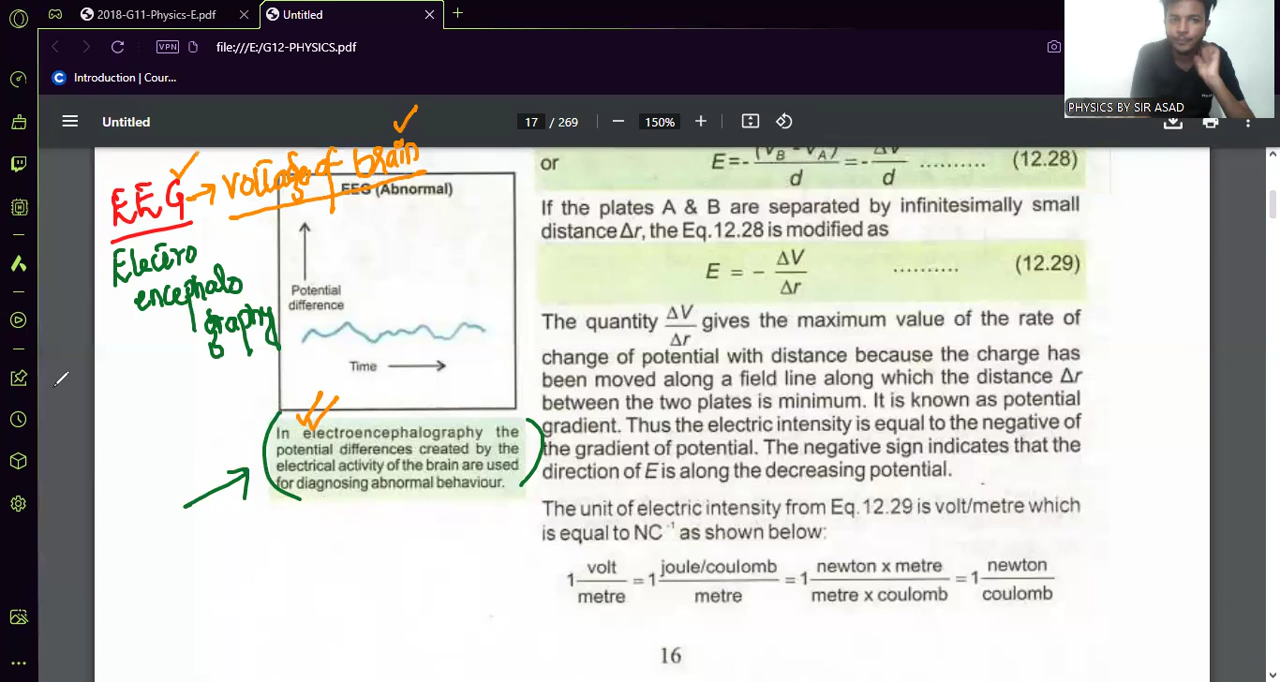 2018-G11-Physics-E.pdf
Untitled
VPN
file:///E:/G12-PHYSICS.pdf
Introduction | Cour...
PHYSICS BY SIR ASAD
Untitled
17 / 269
150%
EEG → voltage of brain
Electro
encephalo
graphy
EEG (Abnormal)
Potential
difference
Time
In electroencephalography the
potential differences created by the
electrical activity of the brain are used
for diagnosing abnormal behaviour.
or E = - (V_B - V_A) / d = - ΔV / d .......... (12.28)
If the plates A & B are separated by infinitesimally small
distance Δr, the Eq.12.28 is modified as
E = - ΔV / Δr .......... (12.29)
The quantity ΔV / Δr gives the maximum value of the rate of
change of potential with distance because the charge has
been moved along a field line along which the distance Δr
between the two plates is minimum. It is known as potential
gradient. Thus the electric intensity is equal to the negative of
the gradient of potential. The negative sign indicates that the
direction of E is along the decreasing potential.
The unit of electric intensity from Eq.12.29 is volt/metre which
is equal to NC⁻¹ as shown below:
1 volt / metre = 1 joule/coulomb / metre = 1 newton x metre / metre x coulomb = 1 newton / coulomb
16